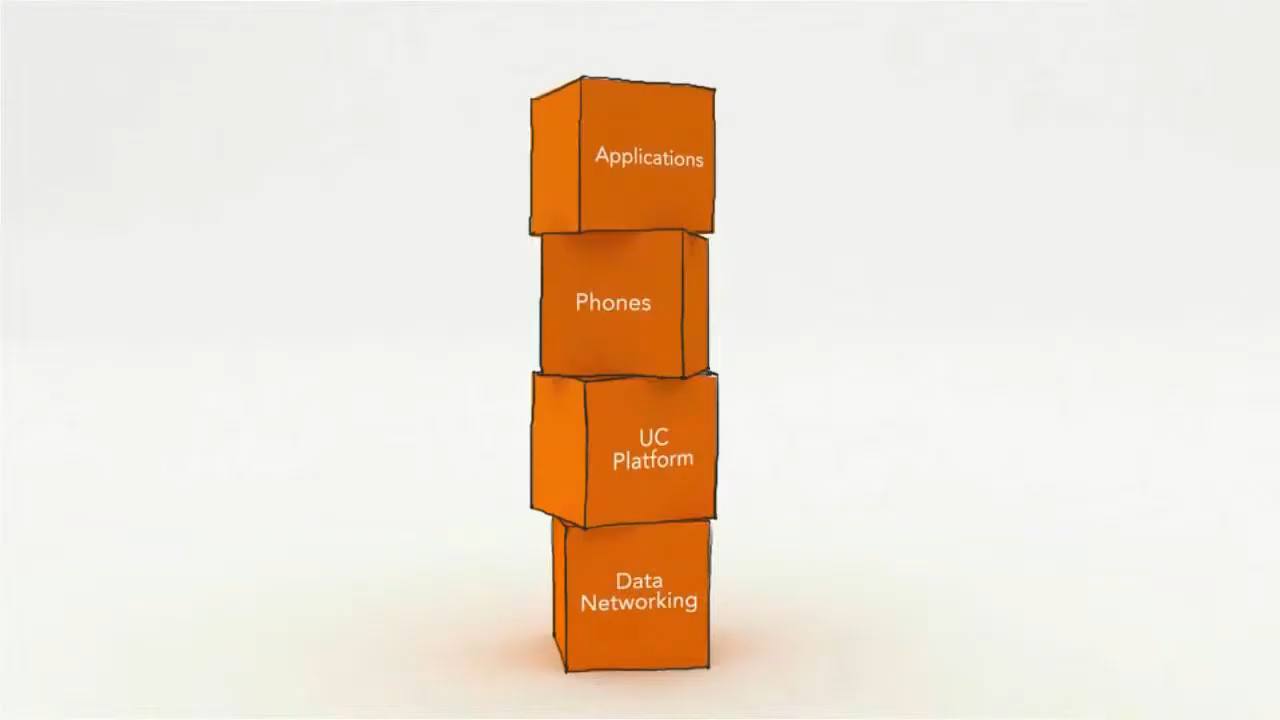 Applications
Phones
UC
Platform
Data
Networking